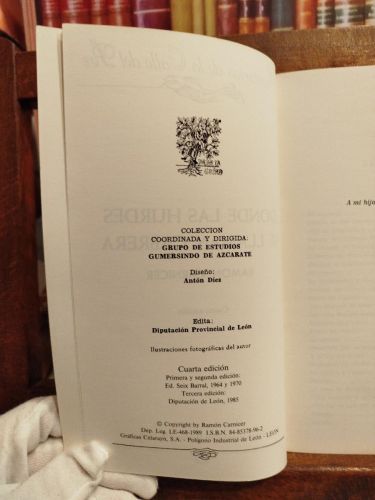 COLECCION
COORDINADA Y DIRIGIDA:
GRUPO DE ESTUDIOS
GUMERSINDO DE AZCARATE
Diseño:
Antón Díez
Edita:
Diputación Provincial de León
Ilustraciones fotográficas del autor
Cuarta edición
Primera y segunda edición:
Ed. Seix Barral, 1964 y 1970
Tercera edición:
Diputación de León, 1985
© Copyright by Ramón Carnicer
Dep. Leg. LE-468-1989 I.S.B.N. 84-85378-96-2
Gráficas Celarayn, S.A. - Polígono Industrial de León - LEON
A mi hijo